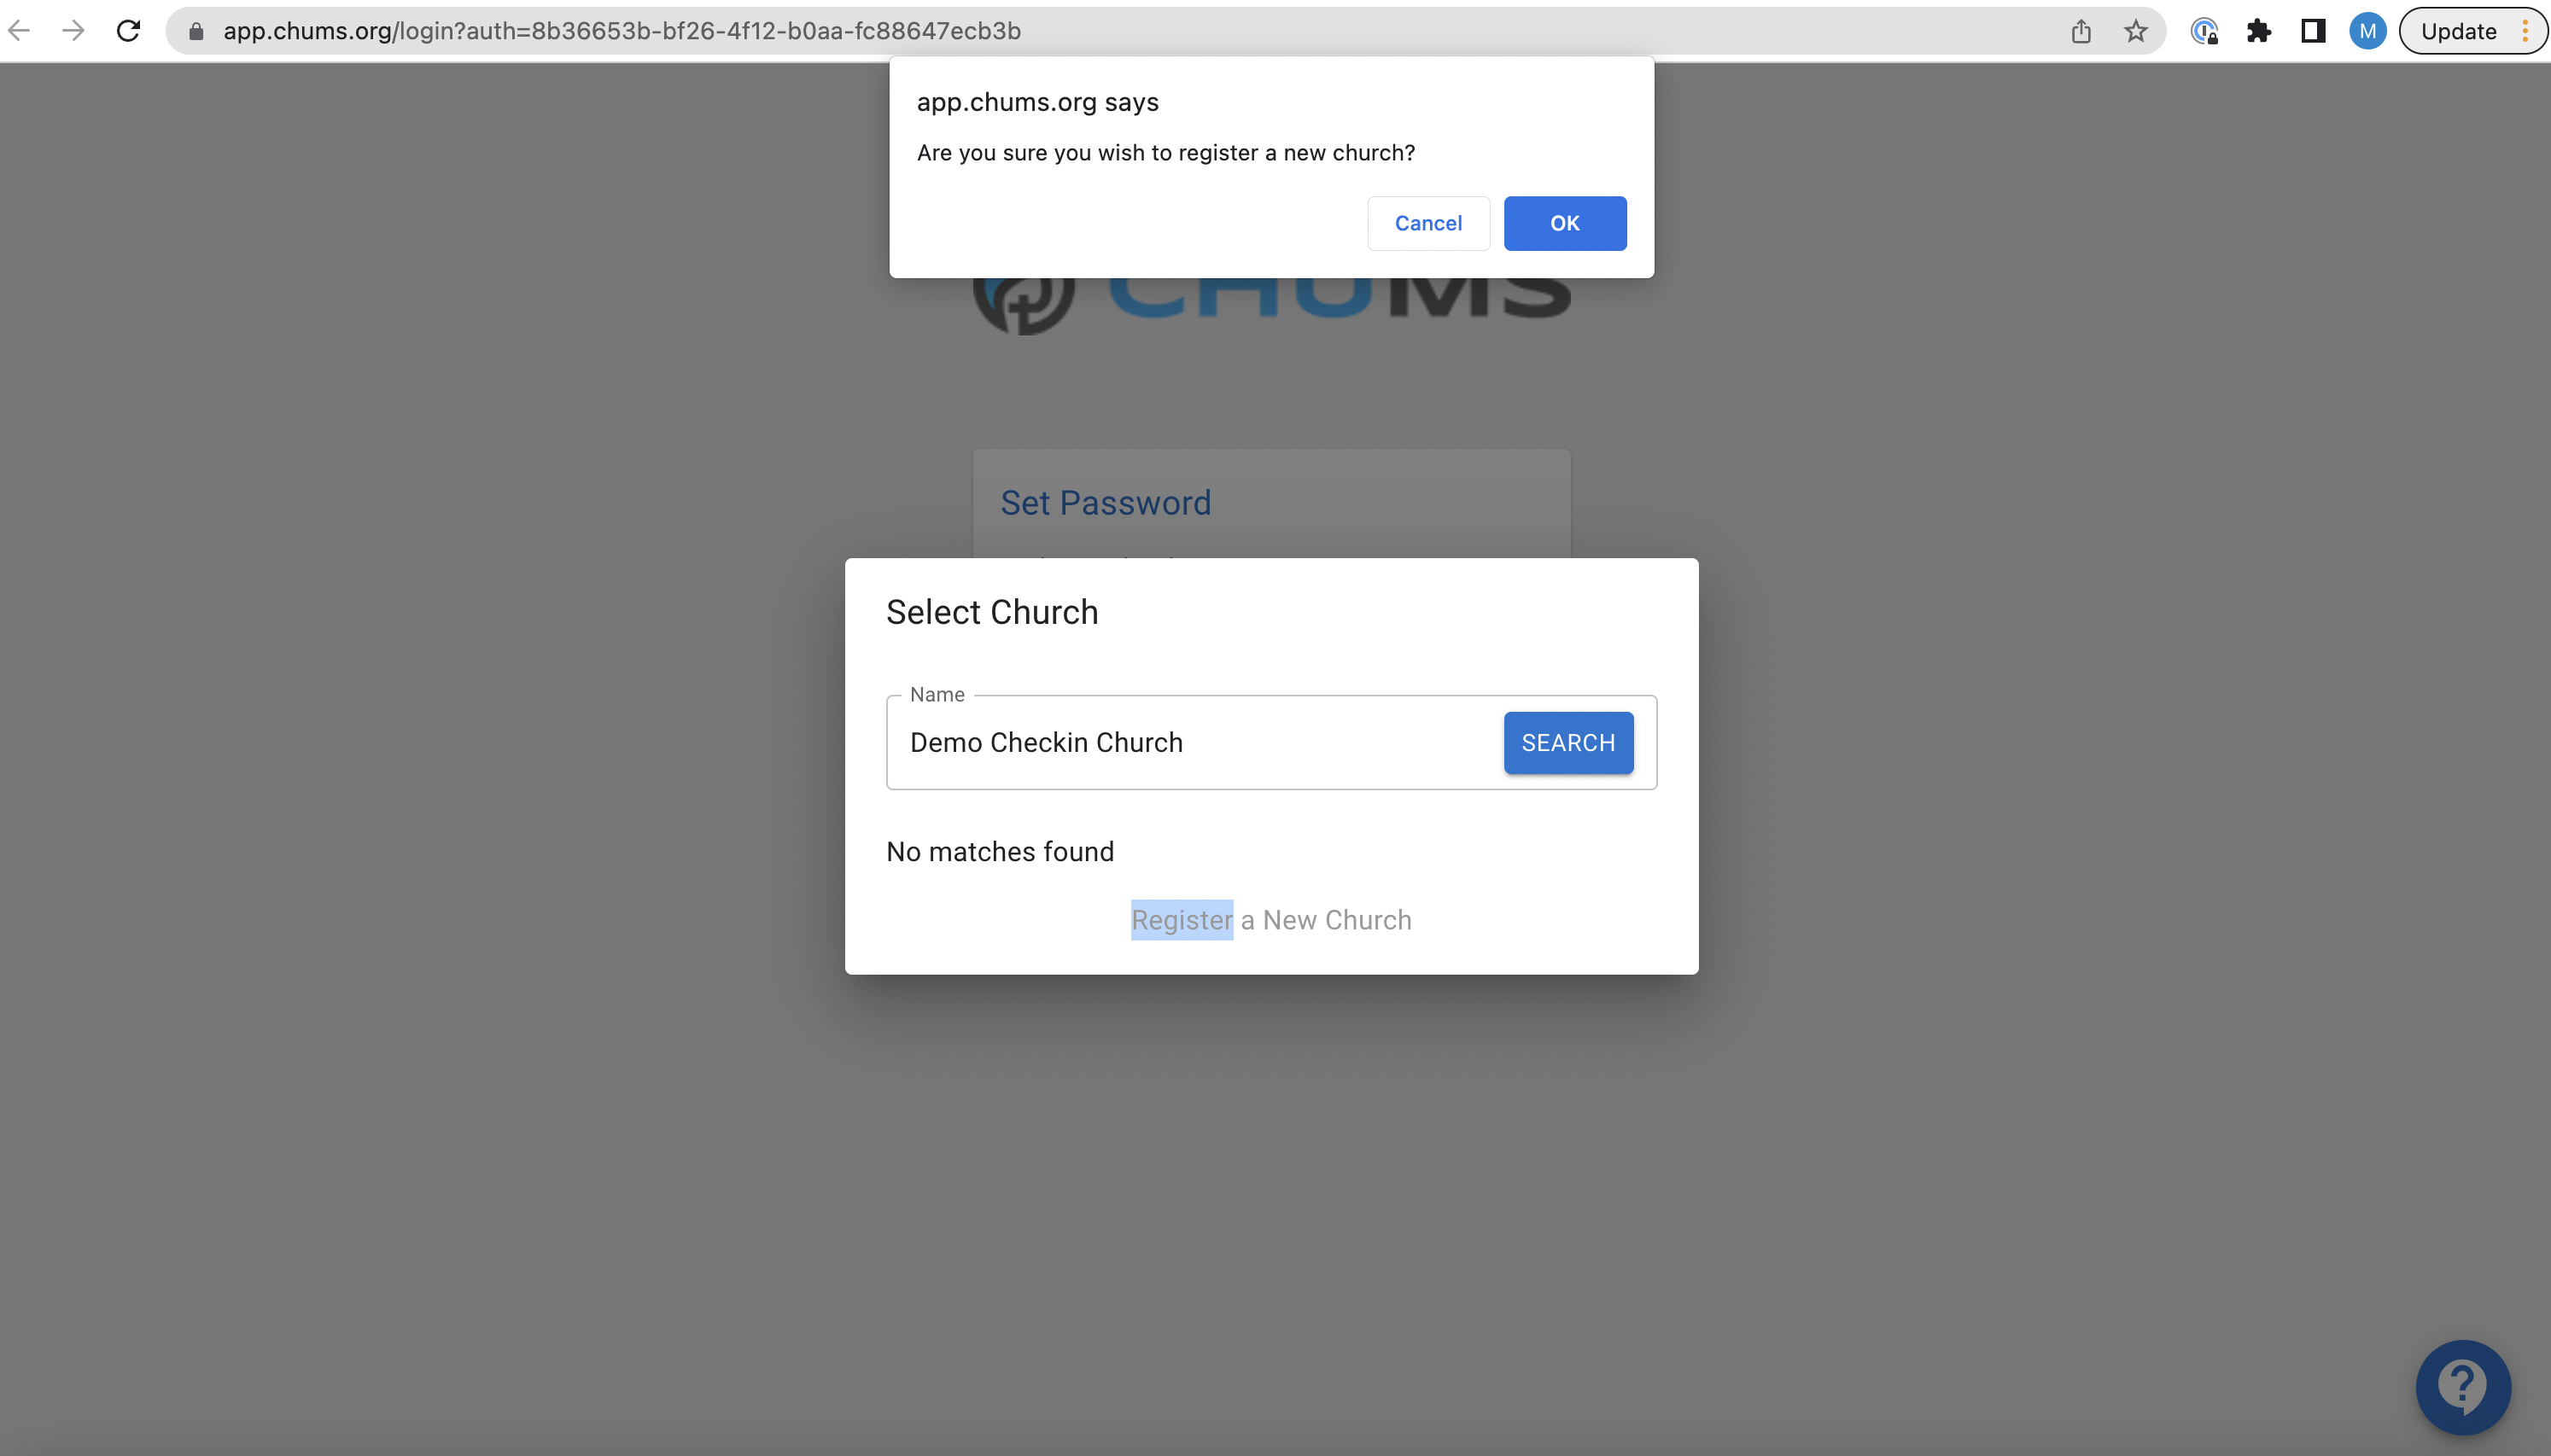 app.chums.org/login?auth=8b36653b-bf26-4f12-b0aa-fc88647ecb3b
M
Update
app.chums.org says
Are you sure you wish to register a new church?
Cancel
OK
CHUMS
Set Password
Select Church
Name
Demo Checkin Church
SEARCH
No matches found
Register a New Church